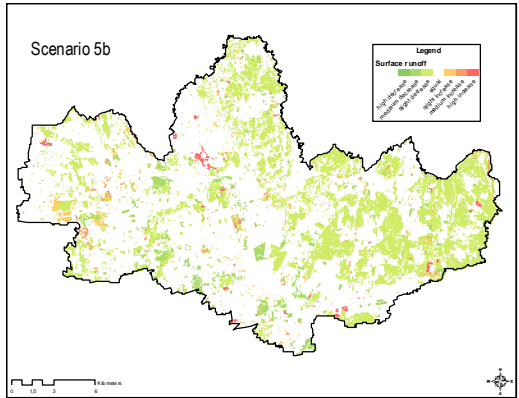 Scenario 5b
Legend
Surface runoff
high decrease
medium decrease
slight decrease
equal
slight increase
medium increase
high increase
Kilometers
0 1,5 3 6
N
W E
S